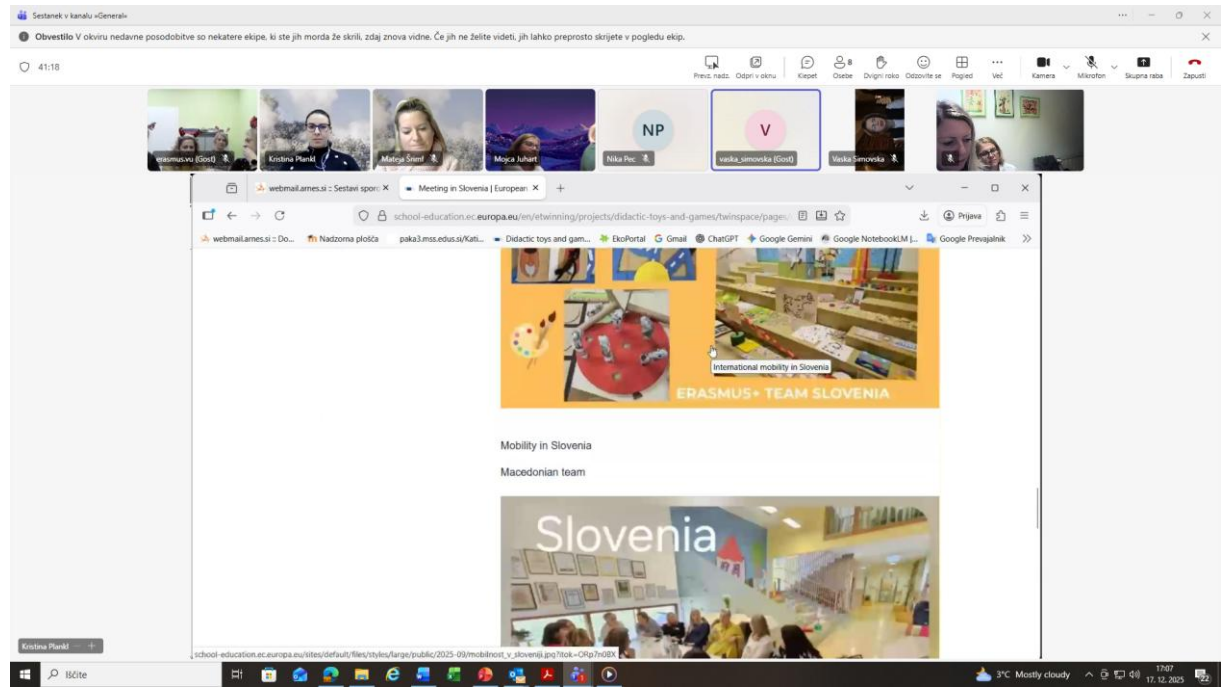 Sestanek v kanalu »General«
Obvestilo V okviru nedavne posodobitve so nekatere ekipe, ki ste jih morda že skrili, zdaj znova vidne. Če jih ne želite videti, jih lahko preprosto skrijete v pogledu ekip.
41:18
Prevz. nadz. Odpri v oknu Klepet Osebe 8 Dvigni roko Odzovite se Pogled Več Kamera Mikrofon Skupna raba Zapusti
NP
V
erasmus.vu (Gost) Kristina Plankl Mateja Šriml Mojca Juhart Nika Pec vaska_simovska (Gost) Vaska Simovska
webmail.arnes.si :: Sestavi sporo Meeting in Slovenia | European
school-education.ec.europa.eu/en/etwinning/projects/didactic-toys-and-games/twinspace/pages/ Prijava
webmail.arnes.si :: Do... Nadzorna plošča paka3.mss.edus.si/Kati... Didactic toys and gam... EkoPortal Gmail ChatGPT Google Gemini Google NotebookLM |... Google Prevajalnik
International mobility in Slovenia
ERASMUS+ TEAM SLOVENIA
Mobility in Slovenia
Macedonian team
Slovenia
Kristina Plankl
school-education.ec.europa.eu/sites/default/files/styles/large/public/2025-09/mobilnost_v_sloveniji.jpg?itok=ORp7n0BX
Iščite
3°C Mostly cloudy
17:07
17. 12. 2025
22